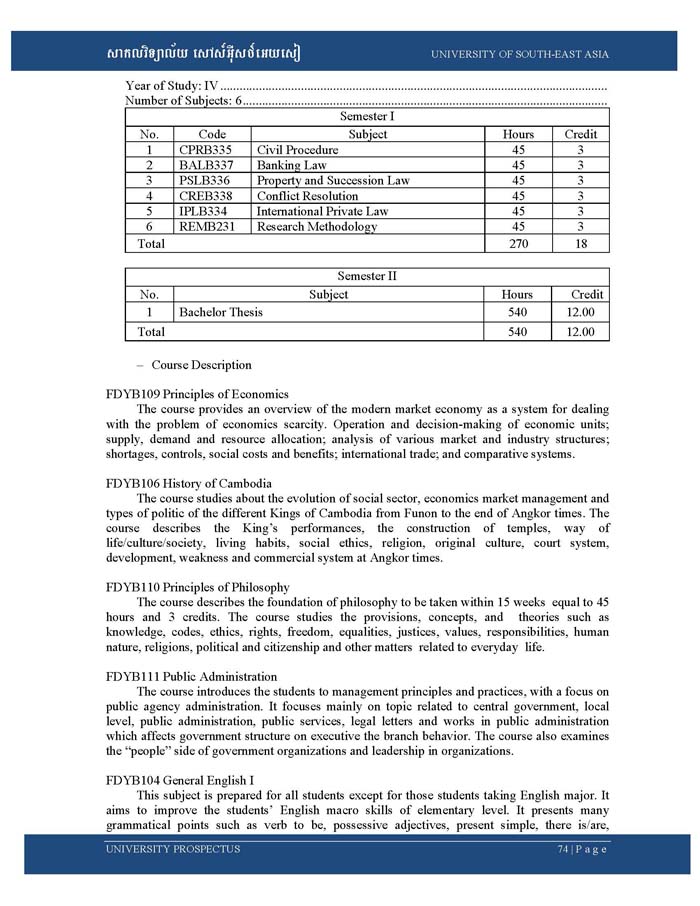 សាកលវិទ្យាល័យ សៅស៍អ៊ីសថ៍អេយសៀ UNIVERSITY OF SOUTH-EAST ASIA
Year of Study: IV ............................................................
Number of Subjects: 6............................................................
Semester I
No. Code Subject Hours Credit
1 CPRB335 Civil Procedure 45 3
2 BALB337 Banking Law 45 3
3 PSLB336 Property and Succession Law 45 3
4 CREB338 Conflict Resolution 45 3
5 IPLB334 International Private Law 45 3
6 REMB231 Research Methodology 45 3
Total 270 18
Semester II
No. Subject Hours Credit
1 Bachelor Thesis 540 12.00
Total 540 12.00
– Course Description
FDYB109 Principles of Economics
The course provides an overview of the modern market economy as a system for dealing
with the problem of economics scarcity. Operation and decision-making of economic units;
supply, demand and resource allocation; analysis of various market and industry structures;
shortages, controls, social costs and benefits; international trade; and comparative systems.
FDYB106 History of Cambodia
The course studies about the evolution of social sector, economics market management and
types of politic of the different Kings of Cambodia from Funon to the end of Angkor times. The
course describes the King's performances, the construction of temples, way of
life/culture/society, living habits, social ethics, religion, original culture, court system,
development, weakness and commercial system at Angkor times.
FDYB110 Principles of Philosophy
The course describes the foundation of philosophy to be taken within 15 weeks equal to 45
hours and 3 credits. The course studies the provisions, concepts, and theories such as
knowledge, codes, ethics, rights, freedom, equalities, justices, values, responsibilities, human
nature, religions, political and citizenship and other matters related to everyday life.
FDYB111 Public Administration
The course introduces the students to management principles and practices, with a focus on
public agency administration. It focuses mainly on topic related to central government, local
level, public administration, public services, legal letters and works in public administration
which affects government structure on executive the branch behavior. The course also examines
the “people” side of government organizations and leadership in organizations.
FDYB104 General English I
This subject is prepared for all students except for those students taking English major. It
aims to improve the students’ English macro skills of elementary level. It presents many
grammatical points such as verb to be, possessive adjectives, present simple, there is/are,
UNIVERSITY PROSPECTUS 74 | P a g e